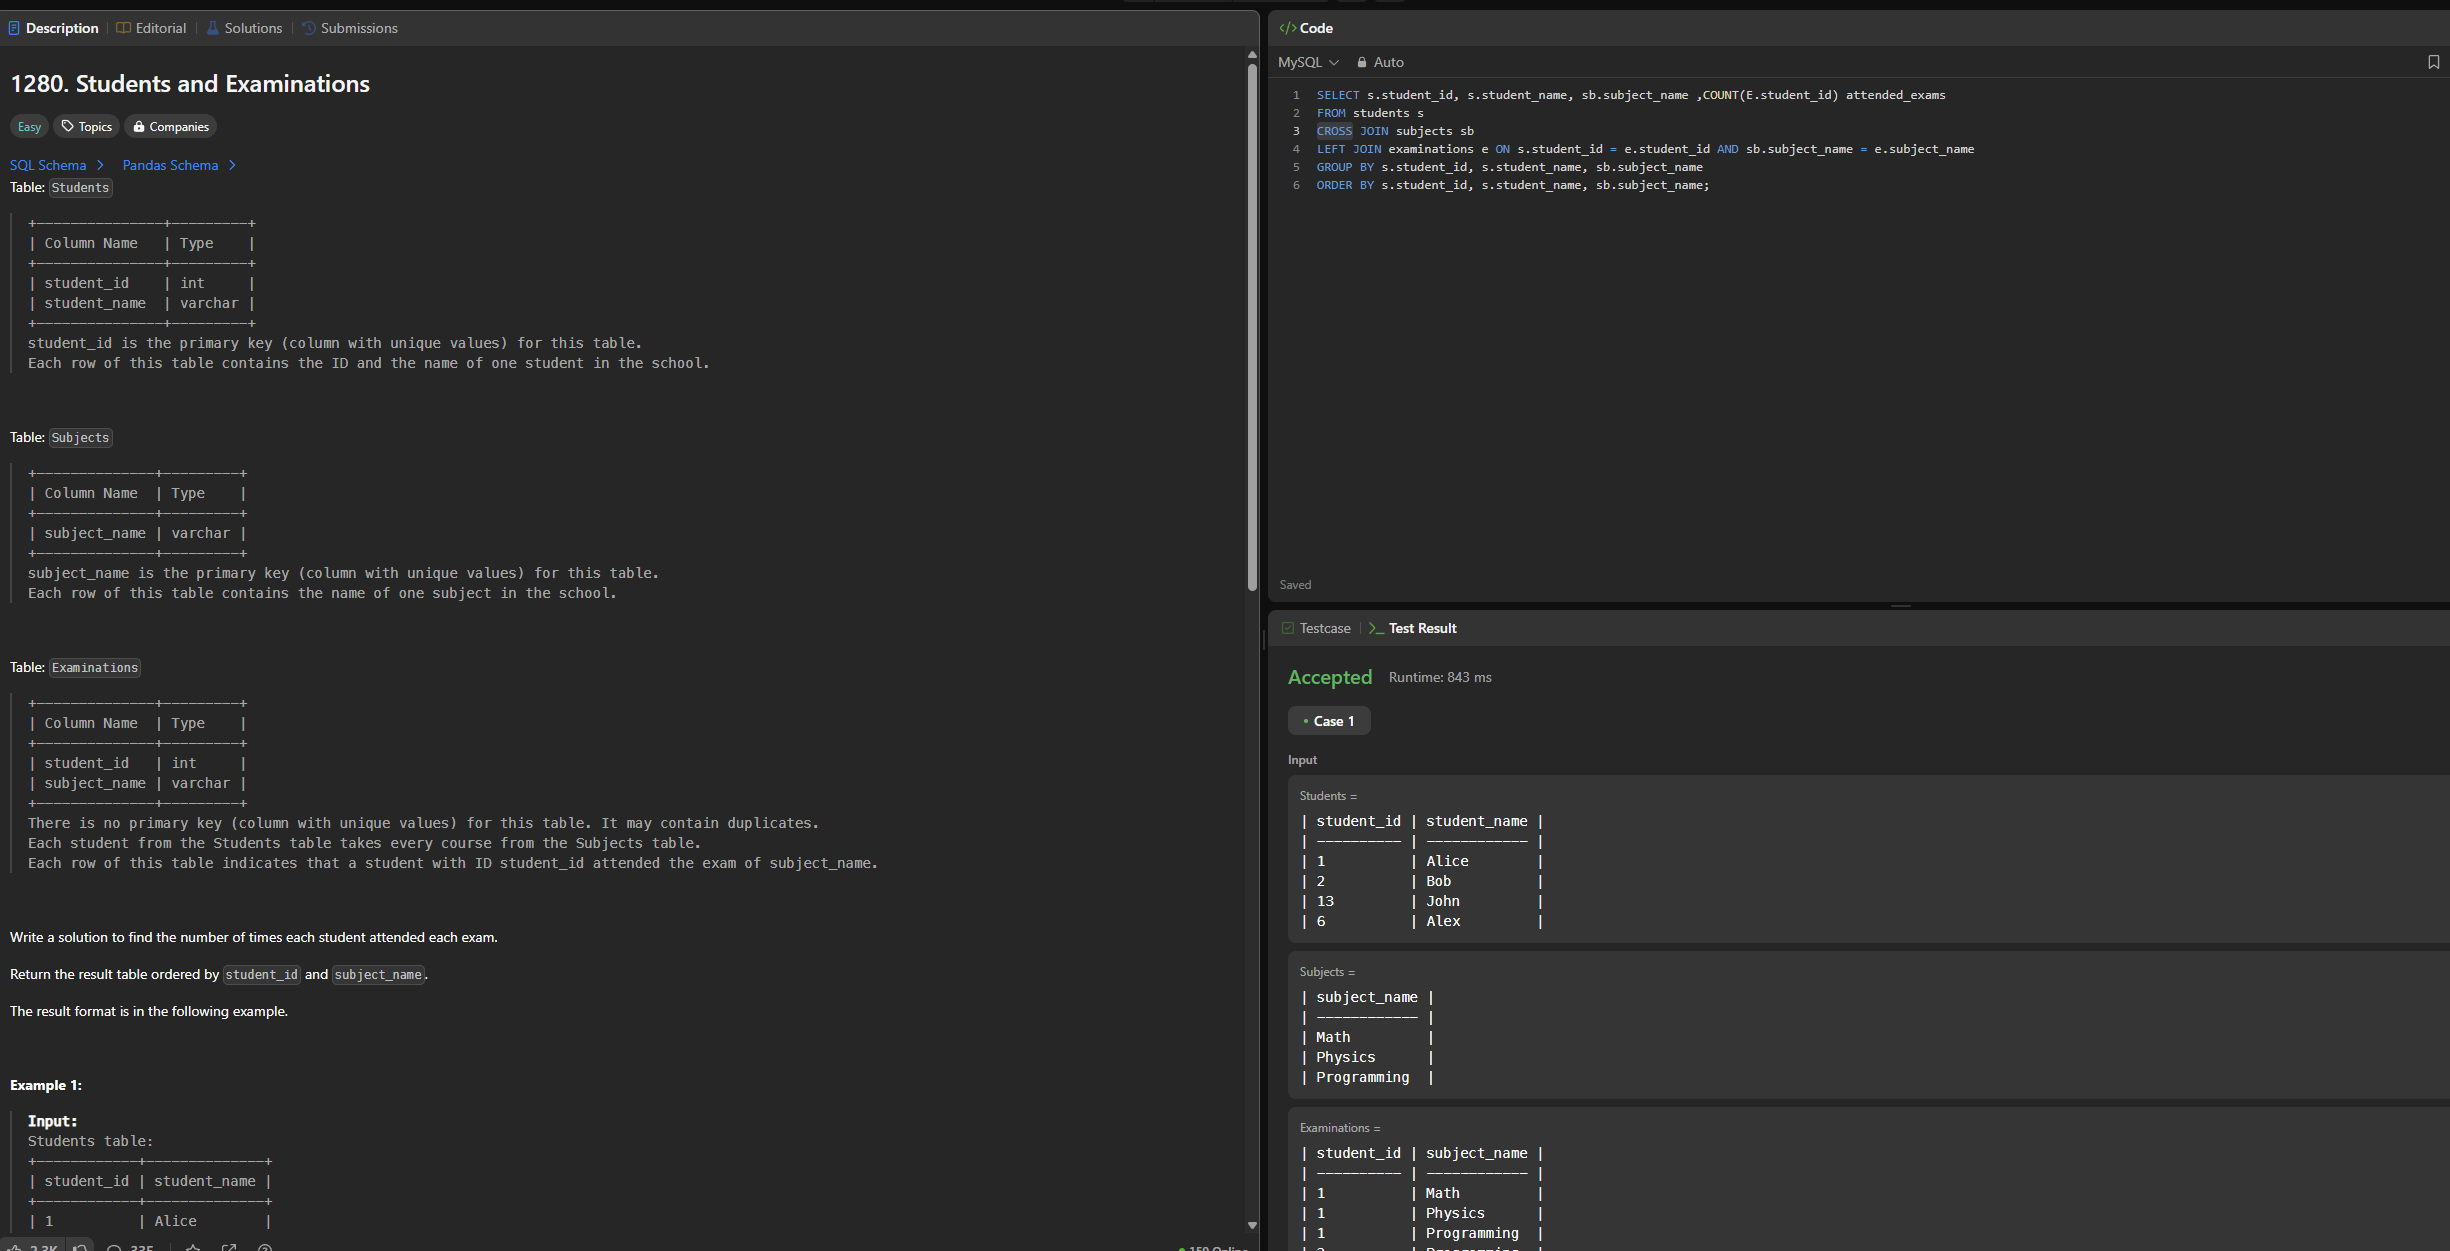 Description
Editorial
Solutions
Submissions
1280. Students and Examinations
Easy
Topics
Companies
SQL Schema >
Pandas Schema >
Table: Students
+---------------+---------+
| Column Name   | Type    |
+---------------+---------+
| student_id    | int     |
| student_name  | varchar |
+---------------+---------+
student_id is the primary key (column with unique values) for this table.
Each row of this table contains the ID and the name of one student in the school.
Table: Subjects
+--------------+---------+
| Column Name  | Type    |
+--------------+---------+
| subject_name | varchar |
+--------------+---------+
subject_name is the primary key (column with unique values) for this table.
Each row of this table contains the name of one subject in the school.
Table: Examinations
+--------------+---------+
| Column Name  | Type    |
+--------------+---------+
| student_id   | int     |
| subject_name | varchar |
+--------------+---------+
There is no primary key (column with unique values) for this table. It may contain duplicates.
Each student from the Students table takes every course from the Subjects table.
Each row of this table indicates that a student with ID student_id attended the exam of subject_name.
Write a solution to find the number of times each student attended each exam.
Return the result table ordered by student_id and subject_name.
The result format is in the following example.
Example 1:
Input:
Students table:
+------------+--------------+
| student_id | student_name |
+------------+--------------+
| 1          | Alice        |
2.3K
335
159 Online
</> Code
MySQL
Auto
1 SELECT s.student_id, s.student_name, sb.subject_name ,COUNT(E.student_id) attended_exams
2 FROM students s
3 CROSS JOIN subjects sb
4 LEFT JOIN examinations e ON s.student_id = e.student_id AND sb.subject_name = e.subject_name
5 GROUP BY s.student_id, s.student_name, sb.subject_name
6 ORDER BY s.student_id, s.student_name, sb.subject_name;
Saved
Testcase
>_ Test Result
Accepted
Runtime: 843 ms
• Case 1
Input
Students =
| student_id | student_name |
| ---------- | ------------ |
| 1          | Alice        |
| 2          | Bob          |
| 13         | John         |
| 6          | Alex         |
Subjects =
| subject_name |
| ------------ |
| Math         |
| Physics      |
| Programming  |
Examinations =
| student_id | subject_name |
| ---------- | ------------ |
| 1          | Math         |
| 1          | Physics      |
| 1          | Programming  |
| 2          | Programming  |